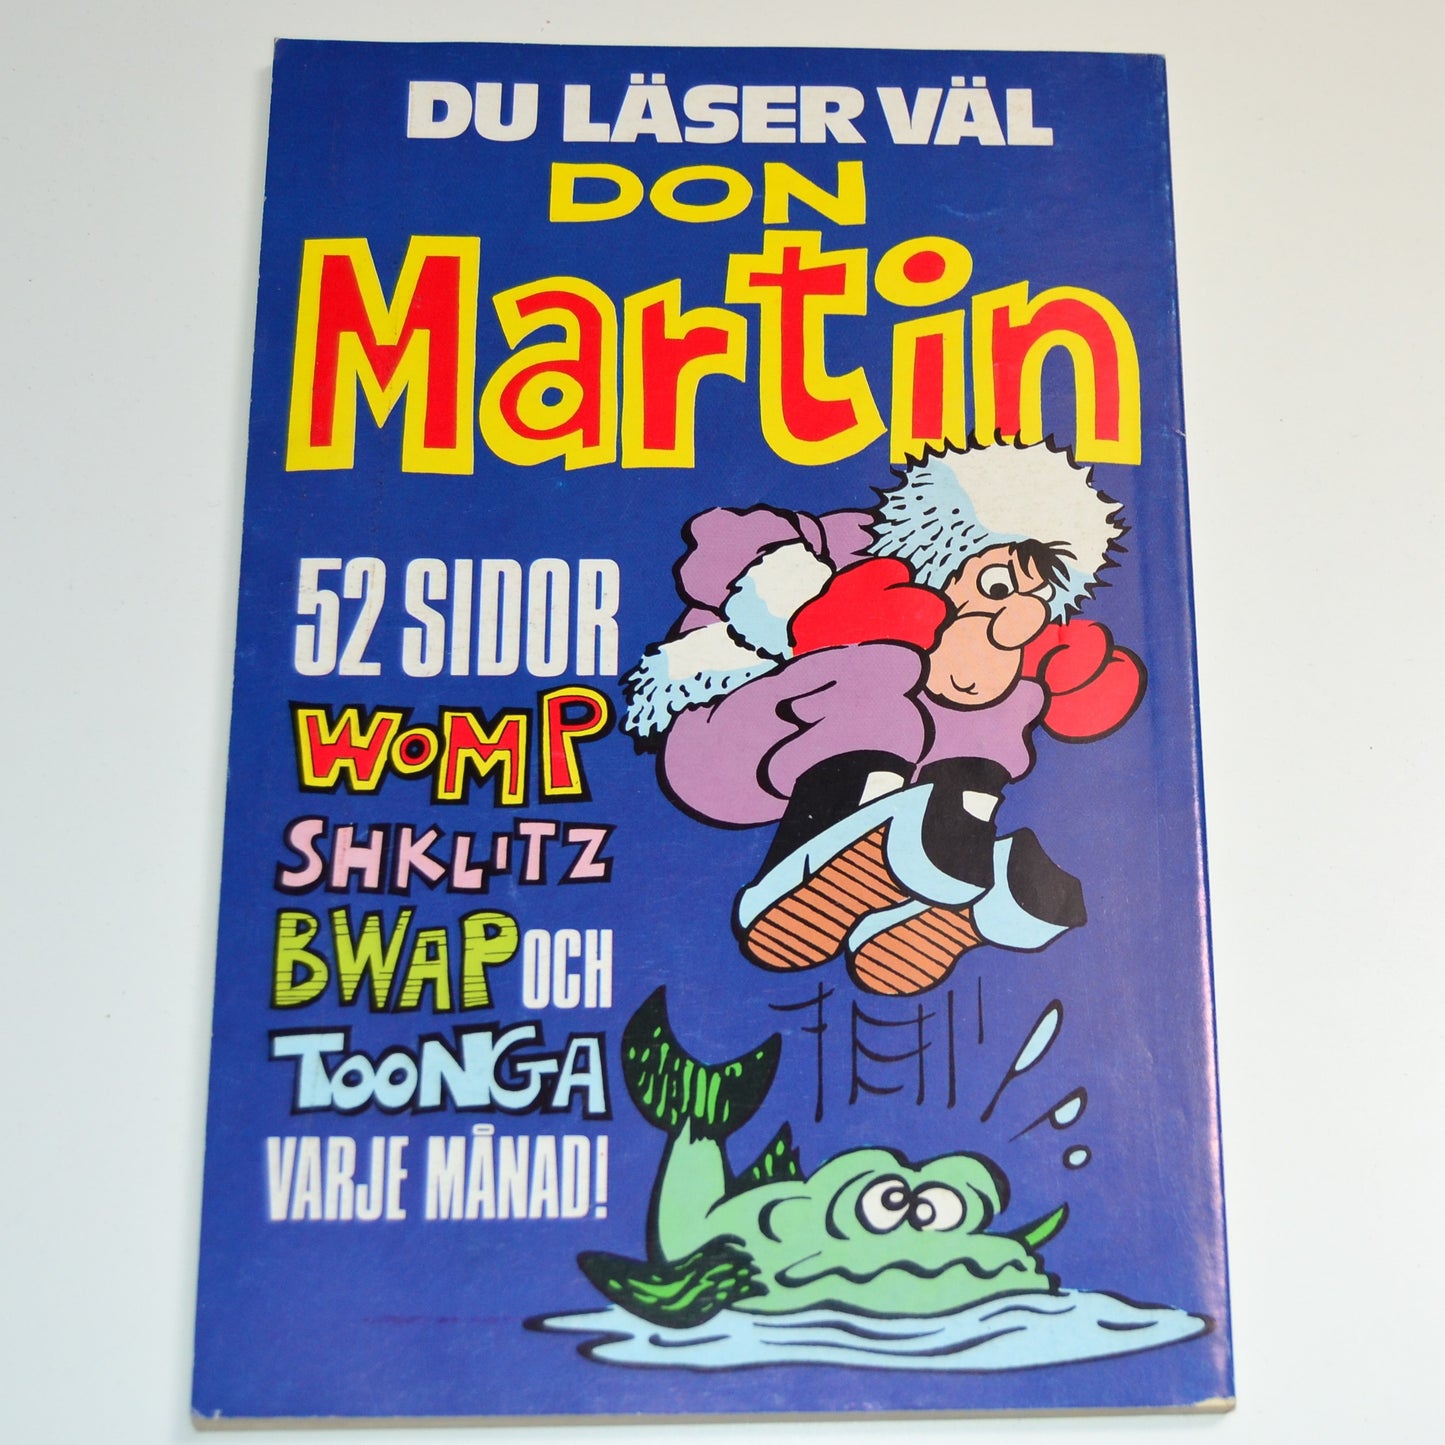 DU LÄSER VÄL
DON
Martin
52 SIDOR
WOMP
SHKLITZ
BWAP OCH
TOONGA
VARJE MÅNAD!